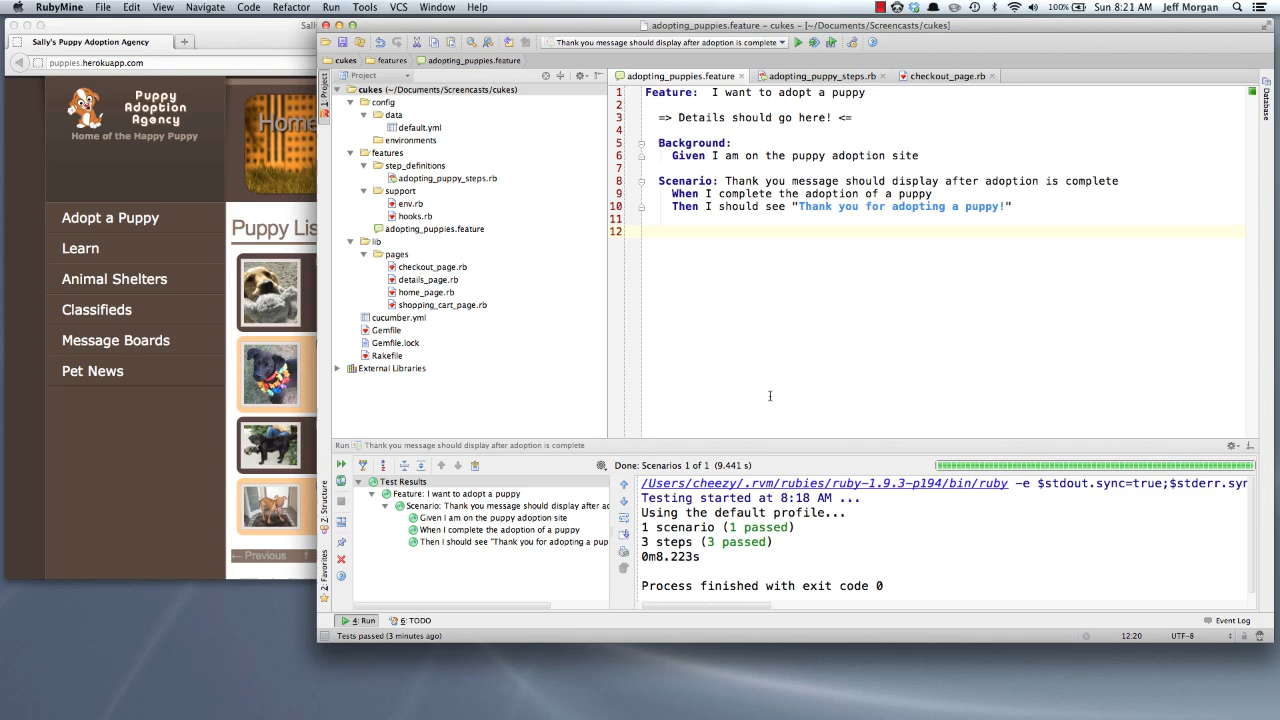 RubyMine File Edit View Navigate Code Refactor Run Tools VCS Window Help 100% Sun 8:21 AM Jeff Morgan
Sally's Puppy Adoption Agency
puppies.herokuapp.com
Puppy
Adoption
Agency
Home of the Happy Puppy
Home
Adopt a Puppy
Learn
Animal Shelters
Classifieds
Message Boards
Pet News
Puppy Lis
← Previous 1
adopting_puppies.feature – cukes – [~/Documents/Screencasts/cukes]
Thank you message should display after adoption is complete
cukes features adopting_puppies.feature
Project
cukes (~/Documents/Screencasts/cukes)
config
data
default.yml
environments
features
step_definitions
adopting_puppy_steps.rb
support
env.rb
hooks.rb
adopting_puppies.feature
lib
pages
checkout_page.rb
details_page.rb
home_page.rb
shopping_cart_page.rb
cucumber.yml
Gemfile
Gemfile.lock
Rakefile
External Libraries
1: Project
Z: Structure
2: Favorites
Database
adopting_puppies.feature adopting_puppy_steps.rb checkout_page.rb
1 Feature: I want to adopt a puppy
2
3 => Details should go here! <=
4
5 Background:
6 Given I am on the puppy adoption site
7
8 Scenario: Thank you message should display after adoption is complete
9 When I complete the adoption of a puppy
10 Then I should see "Thank you for adopting a puppy!"
11
12
Run Thank you message should display after adoption is complete
Done: Scenarios 1 of 1 (9.441 s)
Test Results
Feature: I want to adopt a puppy
Scenario: Thank you message should display after ad
Given I am on the puppy adoption site
When I complete the adoption of a puppy
Then I should see "Thank you for adopting a pup
/Users/cheezy/.rvm/rubies/ruby-1.9.3-p194/bin/ruby -e $stdout.sync=true;$stderr.syr
Testing started at 8:18 AM ...
Using the default profile...
1 scenario (1 passed)
3 steps (3 passed)
0m8.223s
Process finished with exit code 0
4: Run 6: TODO Event Log
Tests passed (3 minutes ago) 12:20 UTF-8